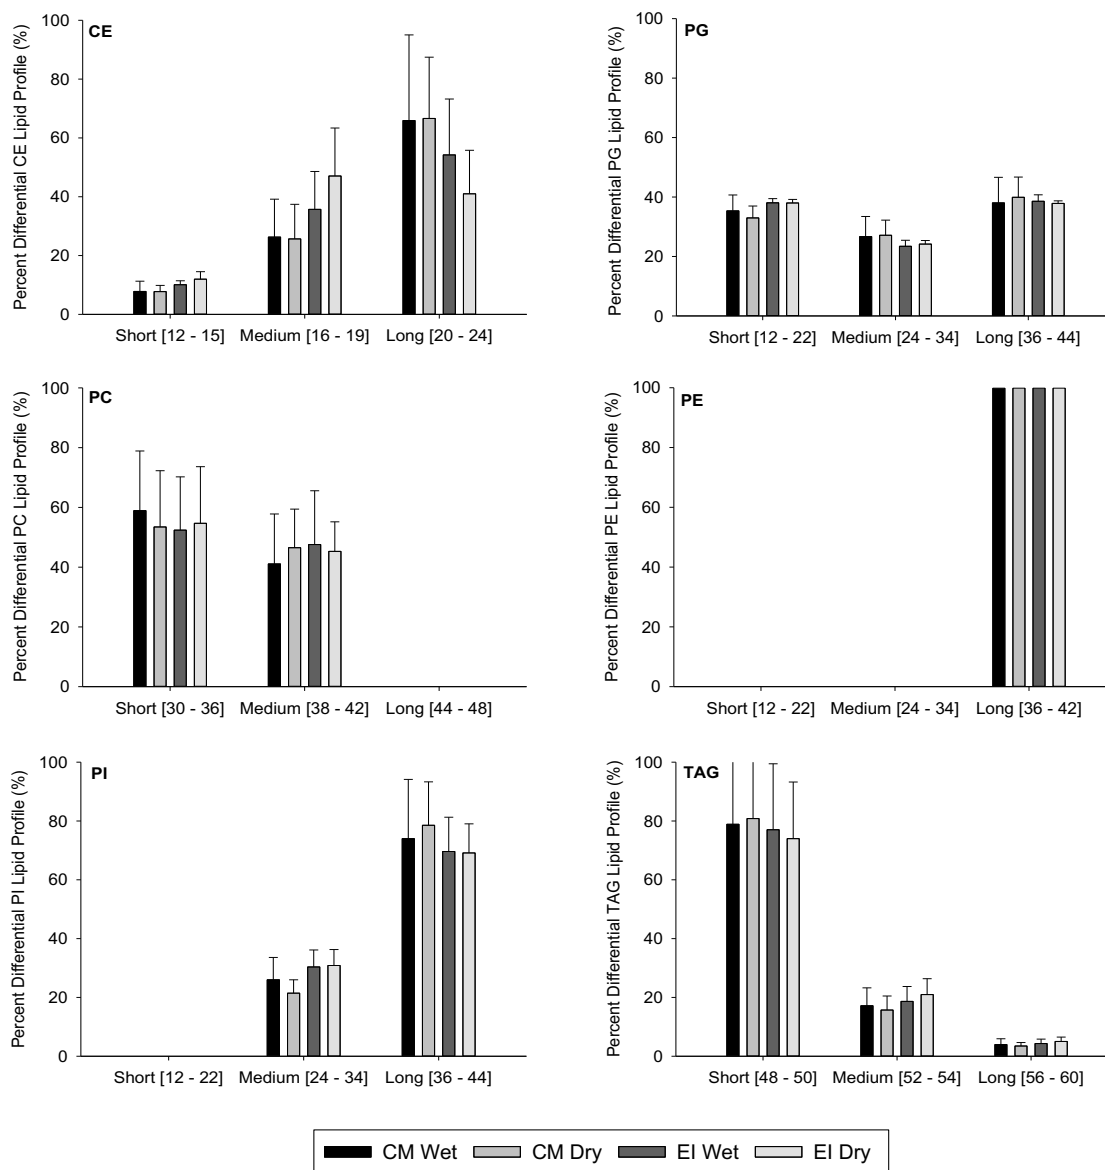 CE
Percent Differential CE Lipid Profile (%)
100
80
60
40
20
0
Short [12 - 15] Medium [16 - 19] Long [20 - 24]
PG
Percent Differential PG Lipid Profile (%)
100
80
60
40
20
0
Short [12 - 22] Medium [24 - 34] Long [36 - 44]
PC
Percent Differential PC Lipid Profile (%)
100
80
60
40
20
0
Short [30 - 36] Medium [38 - 42] Long [44 - 48]
PE
Percent Differential PE Lipid Profile (%)
100
80
60
40
20
0
Short [12 - 22] Medium [24 - 34] Long [36 - 42]
PI
Percent Differential PI Lipid Profile (%)
100
80
60
40
20
0
Short [12 - 22] Medium [24 - 34] Long [36 - 44]
TAG
Percent Differential TAG Lipid Profile (%)
100
80
60
40
20
0
Short [48 - 50] Medium [52 - 54] Long [56 - 60]
CM Wet CM Dry EI Wet EI Dry